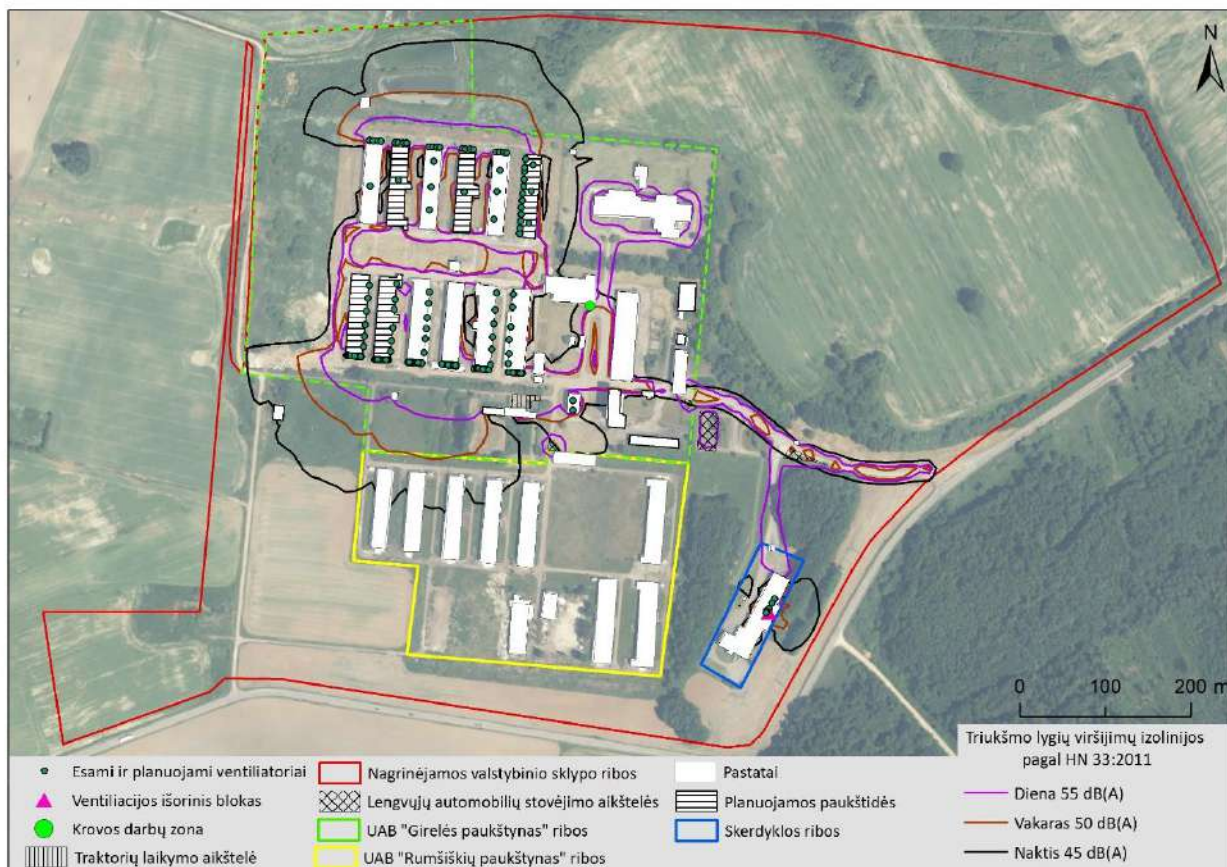 N
0 100 200 m
Esami ir planuojami ventiliatoriai
Ventiliacijos išorinis blokas
Krovos darbų zona
Traktorių laikymo aikštelė
Nagrinėjamos valstybinio sklypo ribos
Lengvųjų automobilių stovėjimo aikštelės
UAB "Girelės paukštynas" ribos
UAB "Rumšiškių paukštynas" ribos
Pastatai
Planuojamos paukštidės
Skerdyklos ribos
Triukšmo lygių viršijimų izolinijos
pagal HN 33:2011
Diena 55 dB(A)
Vakaras 50 dB(A)
Naktis 45 dB(A)